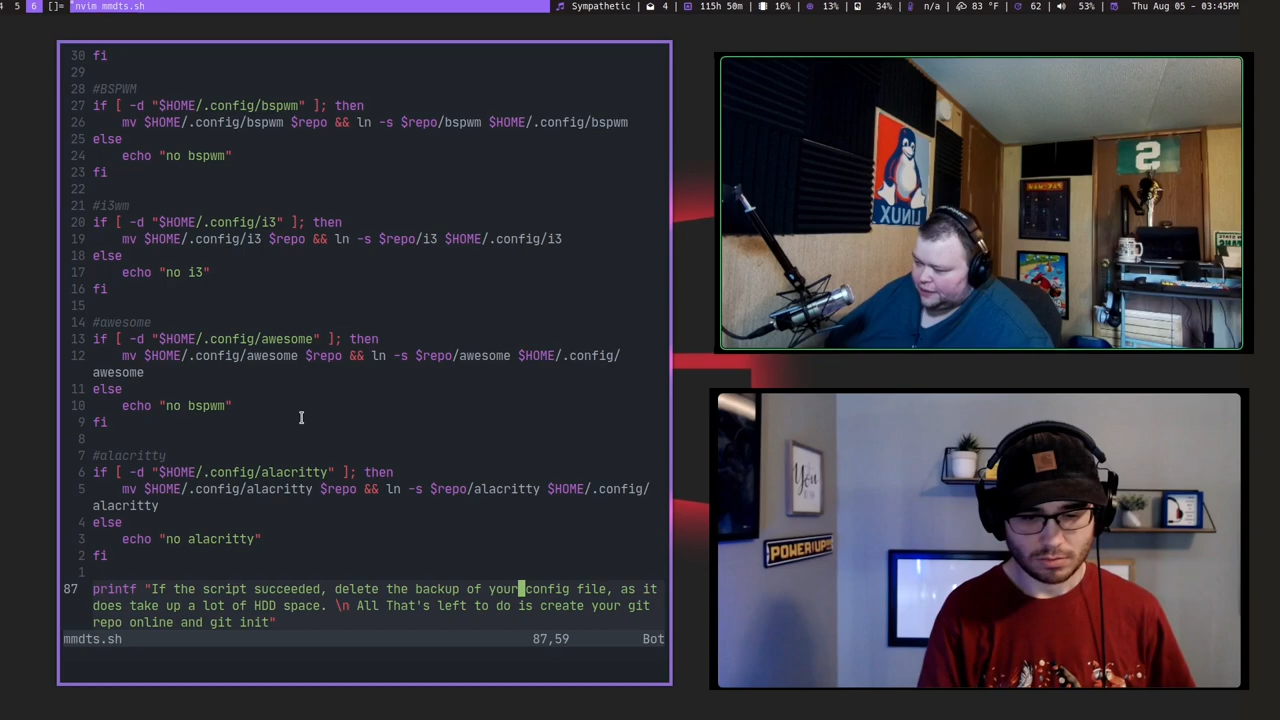 4 5 6 []= nvim mmdts.sh Sympathetic | 4 | 115h 50m | 16% | 13% | 34% | n/a | 83 °F | 62 | 53% | Thu Aug 05 - 03:45PM
30 fi
29
28 #BSPWM
27 if [ -d "$HOME/.config/bspwm" ]; then
26 mv $HOME/.config/bspwm $repo && ln -s $repo/bspwm $HOME/.config/bspwm
25 else
24 echo "no bspwm"
23 fi
22
21 #i3wm
20 if [ -d "$HOME/.config/i3" ]; then
19 mv $HOME/.config/i3 $repo && ln -s $repo/i3 $HOME/.config/i3
18 else
17 echo "no i3"
16 fi
15
14 #awesome
13 if [ -d "$HOME/.config/awesome" ]; then
12 mv $HOME/.config/awesome $repo && ln -s $repo/awesome $HOME/.config/
awesome
11 else
10 echo "no bspwm"
9 fi
8
7 #alacritty
6 if [ -d "$HOME/.config/alacritty" ]; then
5 mv $HOME/.config/alacritty $repo && ln -s $repo/alacritty $HOME/.config/
alacritty
4 else
3 echo "no alacritty"
2 fi
1
87 printf "If the script succeeded, delete the backup of your config file, as it
does take up a lot of HDD space. \n All That's left to do is create your git
repo online and git init"
mmdts.sh 87,59 Bot
LINUX
S
You
POWER UP